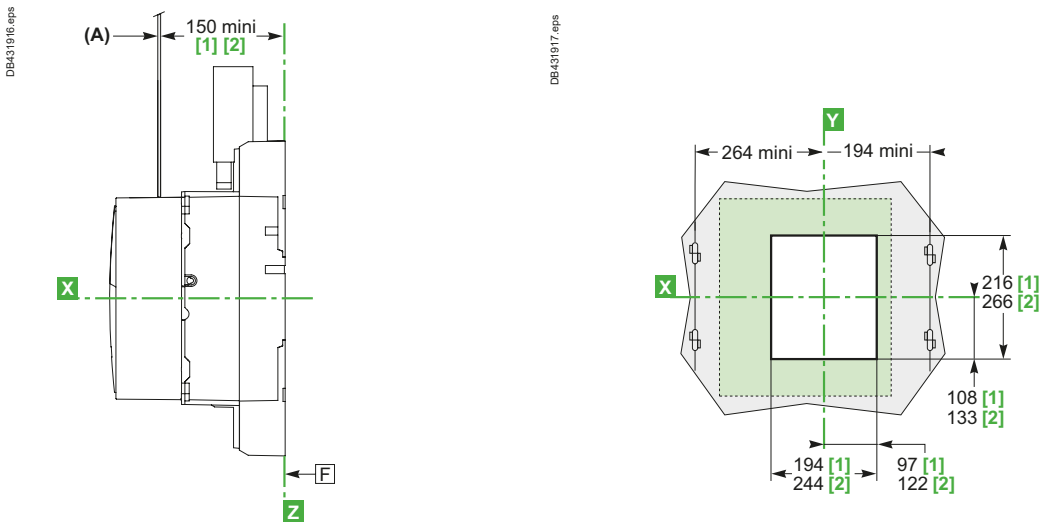 DB431916.eps
(A)
150 mini
[1] [2]
X
F
Z
DB431917.eps
Y
264 mini
194 mini
X
216 [1]
266 [2]
108 [1]
133 [2]
194 [1]
244 [2]
97 [1]
122 [2]